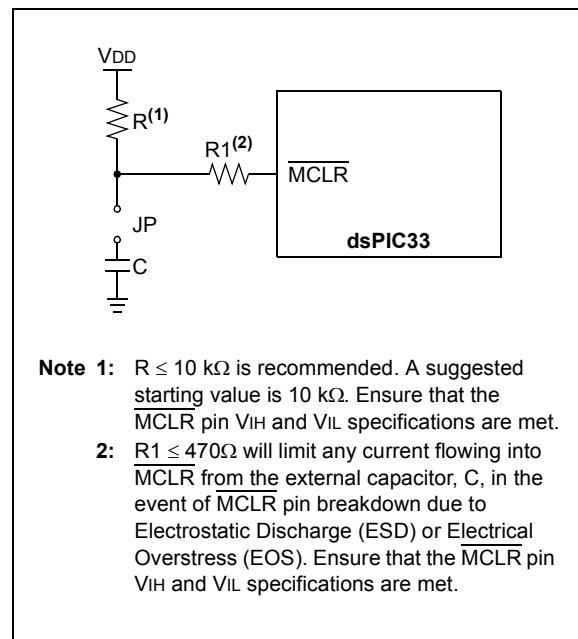 VDD
R(1)
R1(2)
MCLR
JP
dsPIC33
C
Note 1: R ≤ 10 kΩ is recommended. A suggested
starting value is 10 kΩ. Ensure that the
MCLR pin VIH and VIL specifications are met.
2: R1 ≤ 470Ω will limit any current flowing into
MCLR from the external capacitor, C, in the
event of MCLR pin breakdown due to
Electrostatic Discharge (ESD) or Electrical
Overstress (EOS). Ensure that the MCLR pin
VIH and VIL specifications are met.